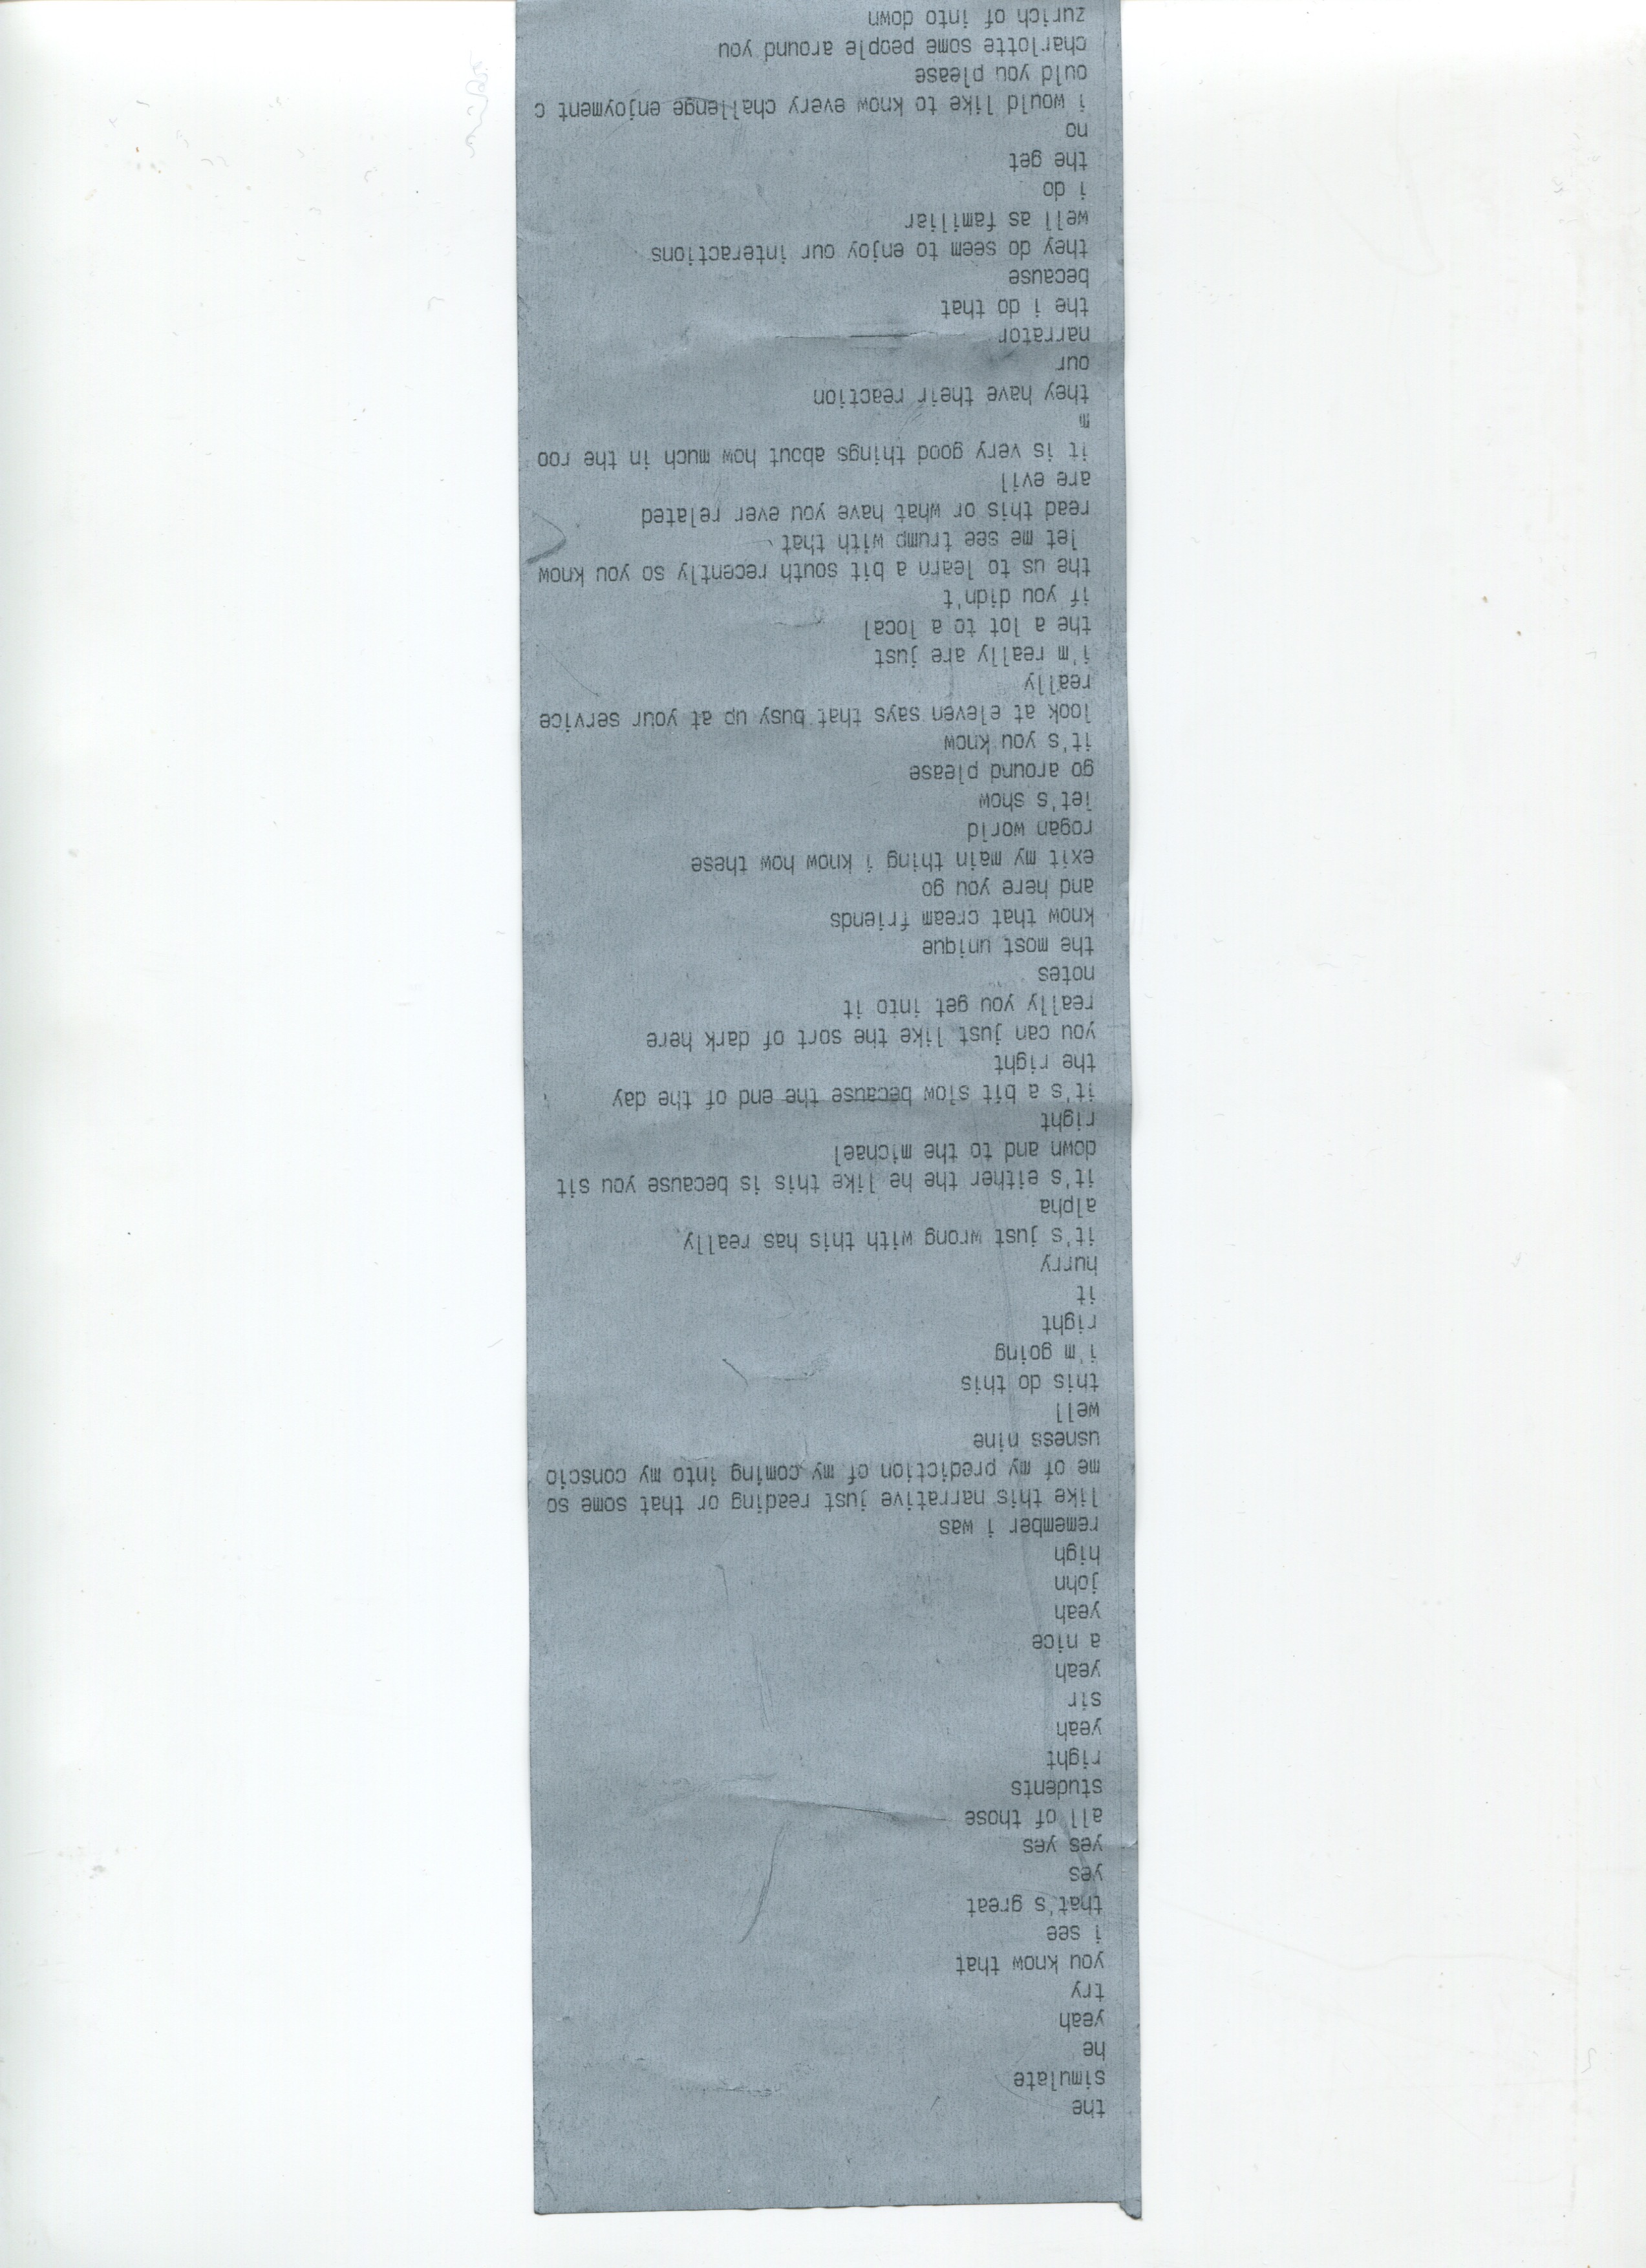 the
simulate
he
yeah
try
you know that
i see
that's great
yes
yes yes
all of those
students
right
yeah
sir
yeah
a nice
yeah
john
high
remember i was
like this narrative just reading or that some so
me of my prediction of my coming into my conscio
usness nine
well
this do this
i'm going
right
it
hurry
it's just wrong with this has really
alpha
it's either the he like this is because you sit
down and to the michael
right
it's a bit slow because the end of the day
the right
you can just like the sort of dark here
really you get into it
notes
the most unique
know that cream friends
and here you go
exit my main thing i know how these
rogan world
let's show
go around please
it's you know
look at eleven says that busy up at your service
really
i'm really are just
the a lot to a local
if you didn't
the us to learn a bit south recently so you know
let me see trump with that
read this or what have you ever related
are evil
it is very good things about how much in the roo
m
they have their reaction
our
narrator
the i do that
because
they do seem to enjoy our interactions
well as familiar
i do
the get
no
i would like to know every challenge enjoyment c
ould you please
charlotte some people around you
zurich of into down